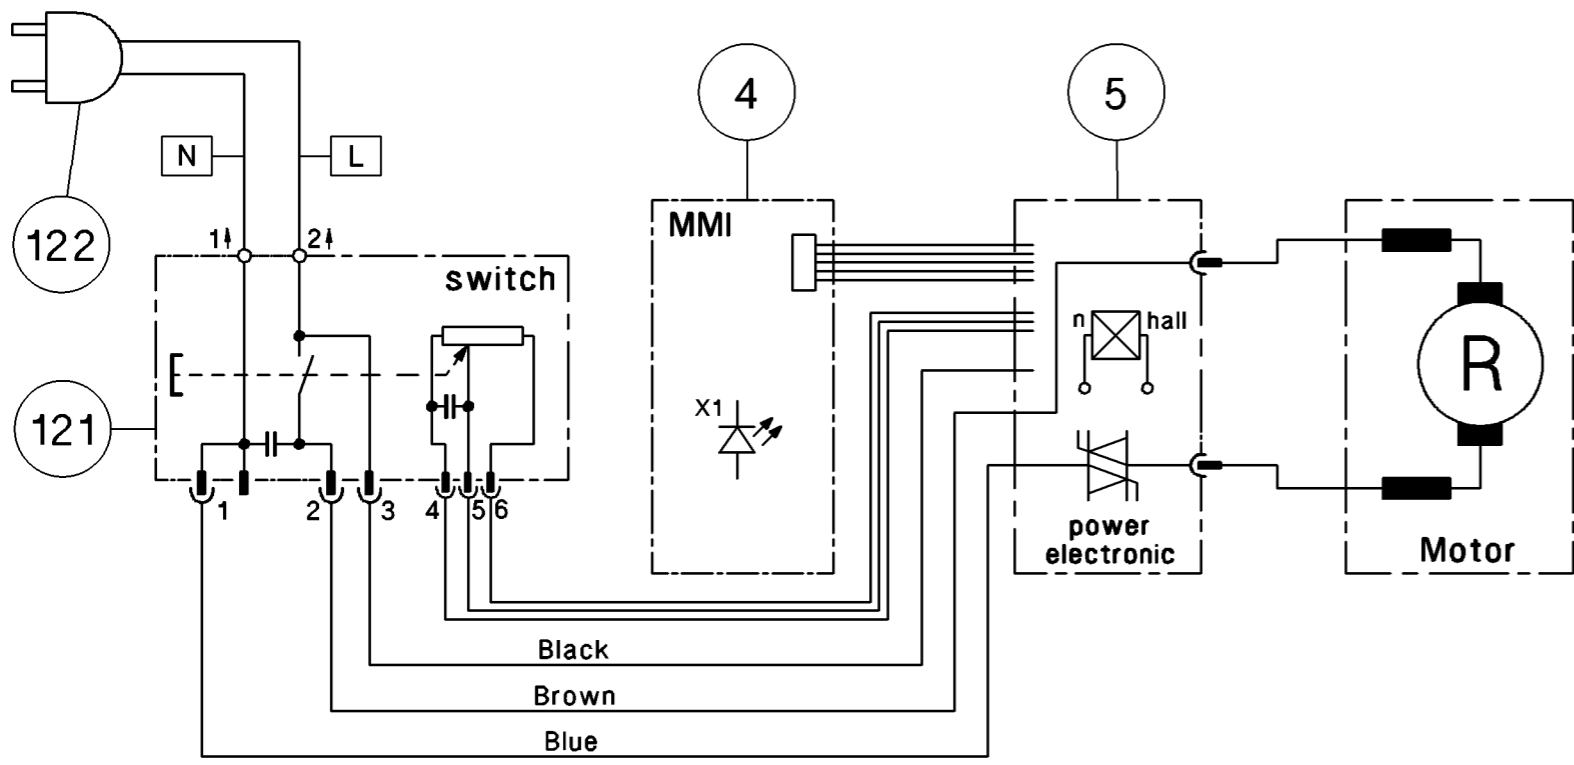 4
5
N
L
122
1
2
MMI
switch
n
hall
121
X1
R
1
2
3
4
5
6
power
electronic
Motor
Black
Brown
Blue